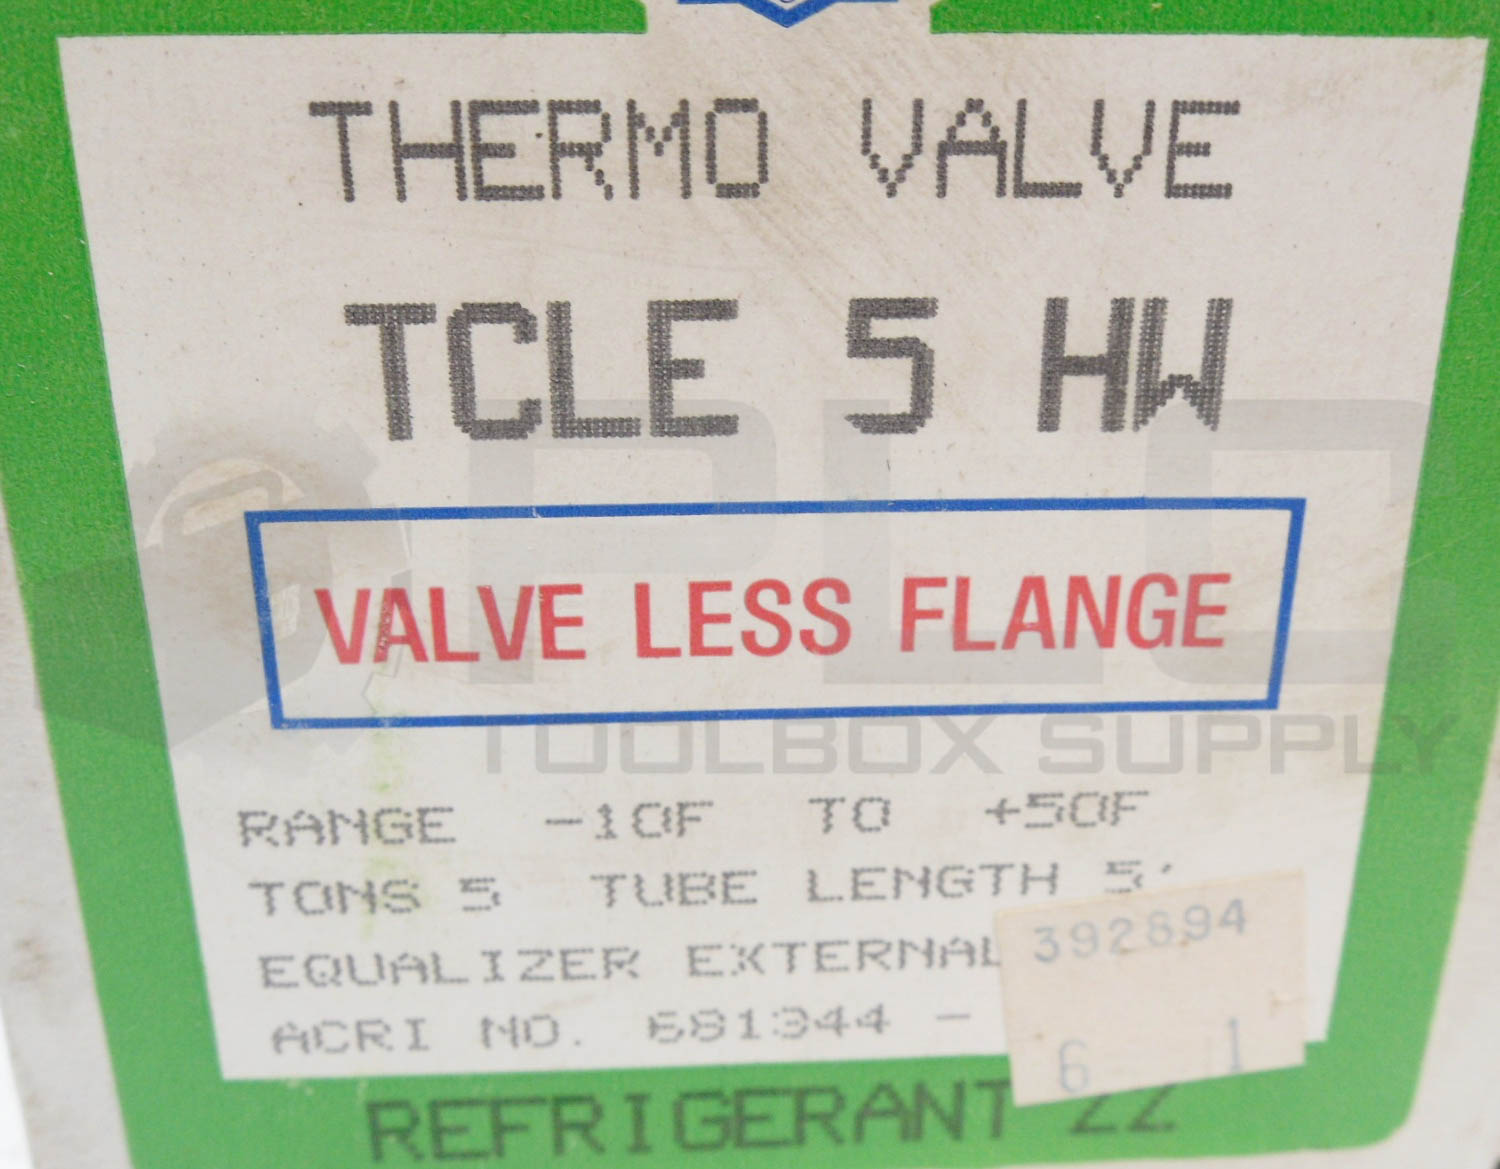 THERMO VALVE
TCLE 5 HW
PLC
VALVE LESS FLANGE
TOOLBOX SUPPLY
RANGE -10F TO +50F
TONS 5 TUBE LENGTH 5'
EQUALIZER EXTERNAL
392894
ACRI NO. 681344 -
6 1
REFRIGERANT 22